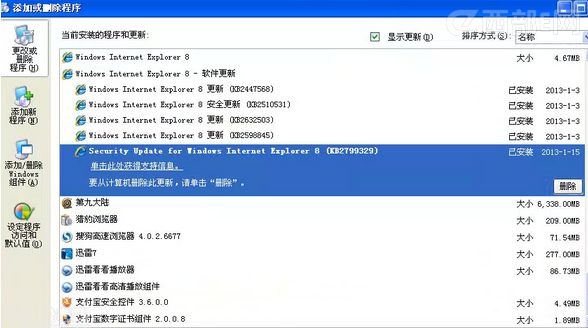 添加或删除程序
西部e网
更改或
删除
程序(H)
添加新
程序(N)
添加/删除
Windows
组件(A)
设定程序
访问和
默认值(O)
当前安装的程序和更新:
显示更新(D)
排序方式(S):
名称
Windows Internet Explorer 8 大小 4.67MB
Windows Internet Explorer 8 - 软件更新
Windows Internet Explorer 8 更新 (KB2447568) 已安装 2013-1-3
Windows Internet Explorer 8 安全更新 (KB2510531) 已安装 2013-1-3
Windows Internet Explorer 8 更新 (KB2632503) 已安装 2013-1-3
Windows Internet Explorer 8 更新 (KB2598845) 已安装 2013-1-3
Security Update for Windows Internet Explorer 8 (KB2799329) 已安装 2013-1-15
单击此处获得支持信息。
要从计算机删除此更新,请单击“删除”。
删除
第九大陆 大小 6,338.00MB
猎豹浏览器 大小 209.00MB
搜狗高速浏览器 4.0.2.6677 大小 71.54MB
迅雷7 大小 277.00MB
迅雷看看播放器 大小 86.73MB
迅雷看看高清播放组件
支付宝安全控件 3.6.0.0 大小 4.49MB
支付宝数字证书组件 2.0.0.8 大小 1.89MB